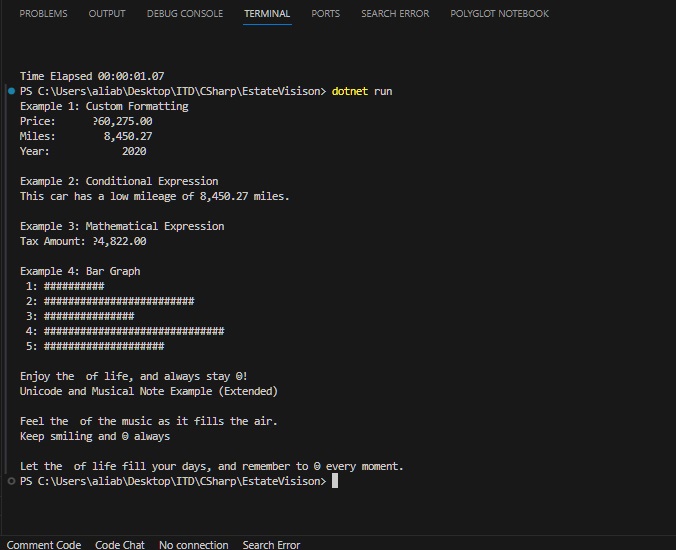 PROBLEMS OUTPUT DEBUG CONSOLE TERMINAL PORTS SEARCH ERROR POLYGLOT NOTEBOOK
Time Elapsed 00:00:01.07
PS C:\Users\aliab\Desktop\ITD\CSharp\EstateVisison> dotnet run
Example 1: Custom Formatting
Price:      ?60,275.00
Miles:        8,450.27
Year:            2020
Example 2: Conditional Expression
This car has a low mileage of 8,450.27 miles.
Example 3: Mathematical Expression
Tax Amount: ?4,822.00
Example 4: Bar Graph
 1: ##########
 2: #########################
 3: ###############
 4: ##############################
 5: ####################
Enjoy the  of life, and always stay 0!
Unicode and Musical Note Example (Extended)
Feel the  of the music as it fills the air.
Keep smiling and 0 always
Let the  of life fill your days, and remember to 0 every moment.
PS C:\Users\aliab\Desktop\ITD\CSharp\EstateVisison>
Comment Code Code Chat No connection Search Error